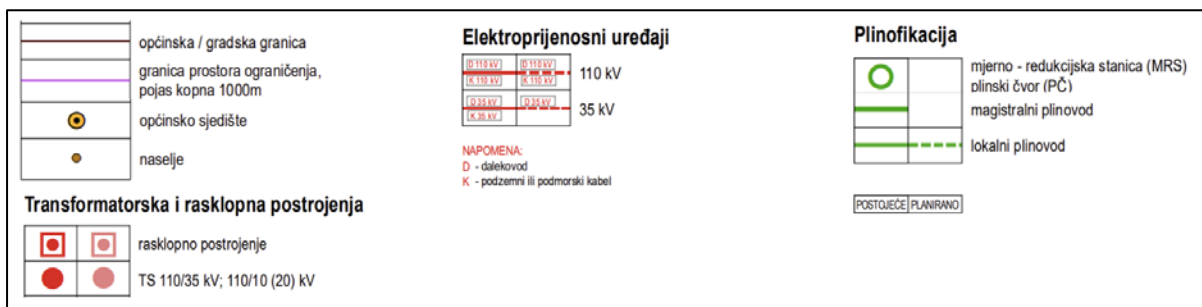 općinska / gradska granica
granica prostora ograničenja,
pojas kopna 1000m
općinsko sjedište
naselje
Transformatorska i rasklopna postrojenja
rasklopno postrojenje
TS 110/35 kV; 110/10 (20) kV
Elektroprijenosni uređaji
D 110 kV D 110 kV
K 110 kV K 110 kV
110 kV
D 35 kV D 35 kV
K 35 kV
35 kV
NAPOMENA:
D - dalekovod
K - podzemni ili podmorski kabel
Plinofikacija
mjerno - redukcijska stanica (MRS)
plinski čvor (PČ)
magistralni plinovod
lokalni plinovod
POSTOJEĆE PLANIRANO